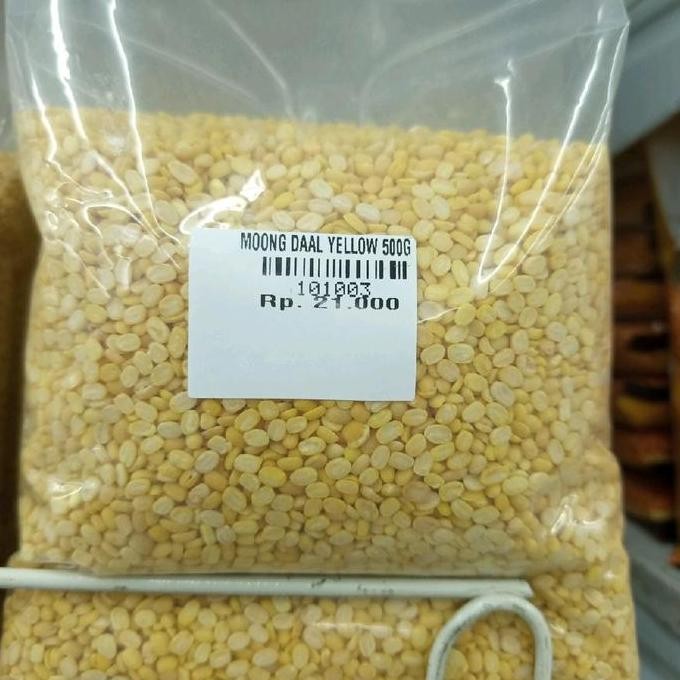 MOONG DAAL YELLOW 500G
101003
Rp. 21.000